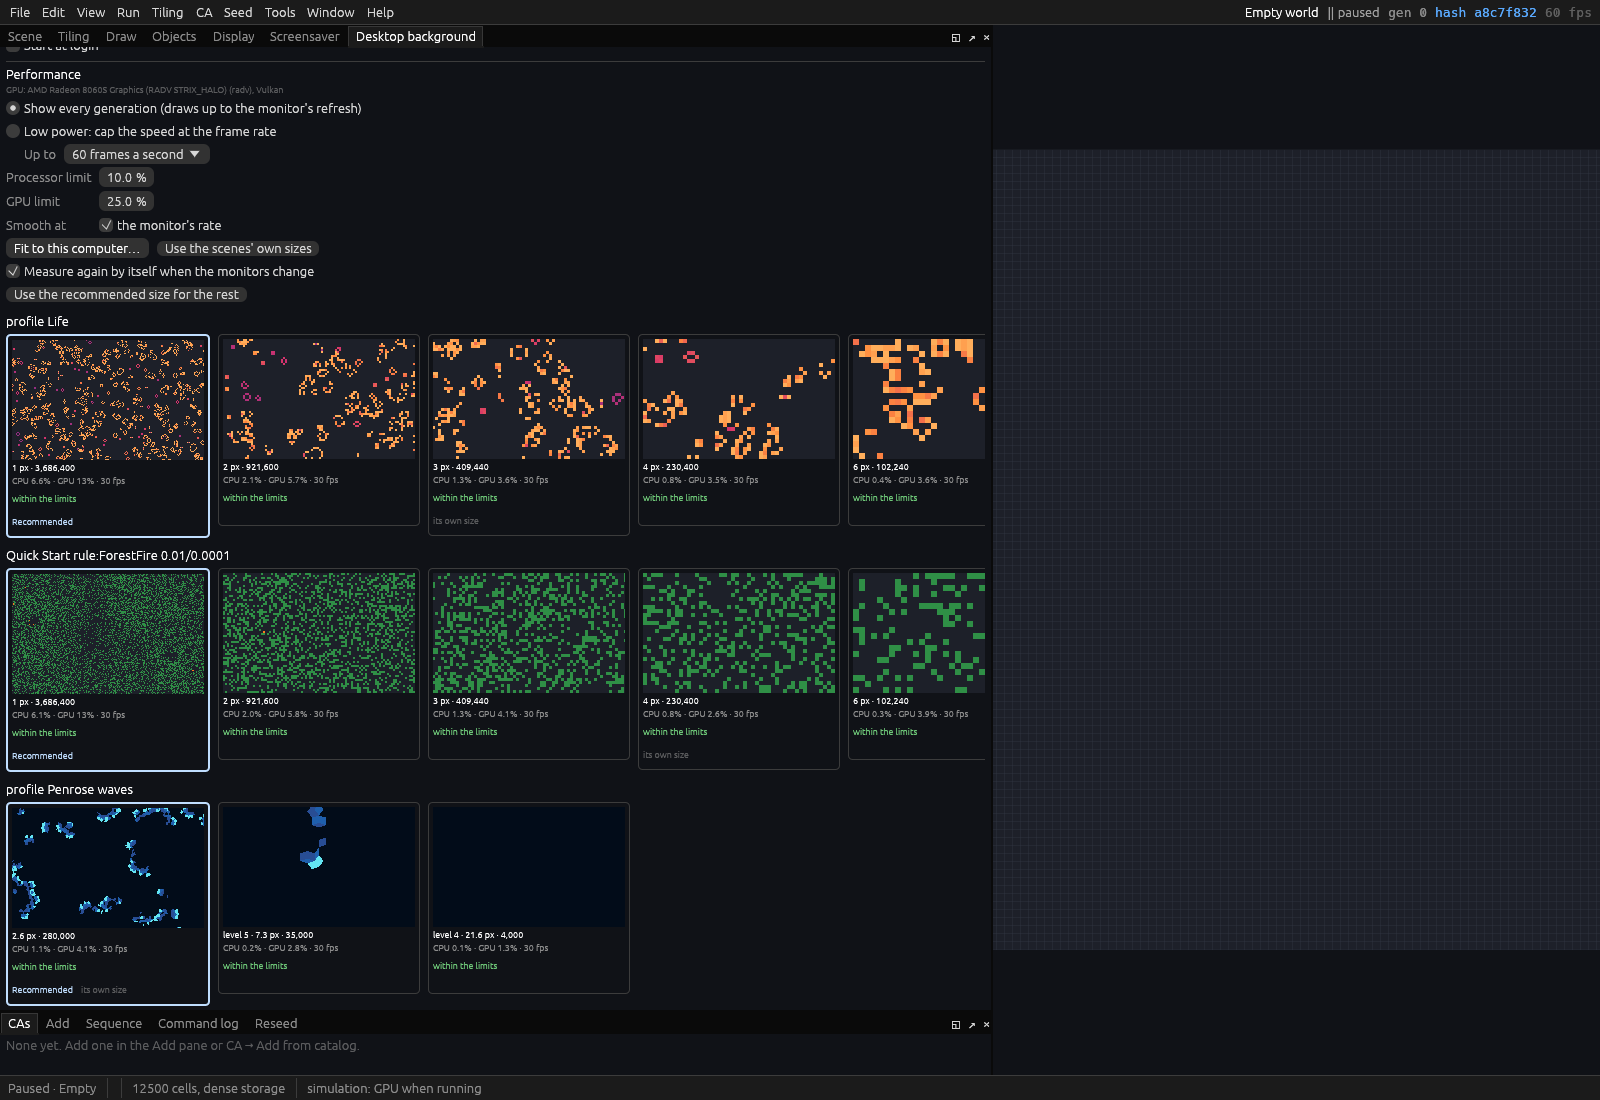 File Edit View Run Tiling CA Seed Tools Window Help
Empty world || paused gen 0 hash a8c7f832 60 fps
Scene Tiling Draw Objects Display Screensaver Desktop background
Start at login
Performance
GPU: AMD Radeon 8060S Graphics (RADV STRIX_HALO) (radv), Vulkan
Show every generation (draws up to the monitor's refresh)
Low power: cap the speed at the frame rate
Up to 60 frames a second
Processor limit 10.0 %
GPU limit 25.0 %
Smooth at the monitor's rate
Fit to this computer... Use the scenes' own sizes
Measure again by itself when the monitors change
Use the recommended size for the rest
profile Life
1 px · 3,686,400
CPU 6.6% · GPU 13% · 30 fps
within the limits
Recommended
2 px · 921,600
CPU 2.1% · GPU 5.7% · 30 fps
within the limits
3 px · 409,440
CPU 1.3% · GPU 3.6% · 30 fps
within the limits
its own size
4 px · 230,400
CPU 0.8% · GPU 3.5% · 30 fps
within the limits
6 px · 102,240
CPU 0.4% · GPU 3.6% · 30 fps
within the limits
Quick Start rule:ForestFire 0.01/0.0001
1 px · 3,686,400
CPU 6.1% · GPU 13% · 30 fps
within the limits
Recommended
2 px · 921,600
CPU 2.0% · GPU 5.8% · 30 fps
within the limits
3 px · 409,440
CPU 1.3% · GPU 4.1% · 30 fps
within the limits
4 px · 230,400
CPU 0.8% · GPU 2.6% · 30 fps
within the limits
its own size
6 px · 102,240
CPU 0.3% · GPU 3.9% · 30 fps
within the limits
profile Penrose waves
2.6 px · 280,000
CPU 1.1% · GPU 4.1% · 30 fps
within the limits
Recommended its own size
level 5 · 7.3 px · 35,000
CPU 0.2% · GPU 2.8% · 30 fps
within the limits
level 4 · 21.6 px · 4,000
CPU 0.1% · GPU 1.3% · 30 fps
within the limits
CAs Add Sequence Command log Reseed
None yet. Add one in the Add pane or CA → Add from catalog.
Paused · Empty 12500 cells, dense storage simulation: GPU when running